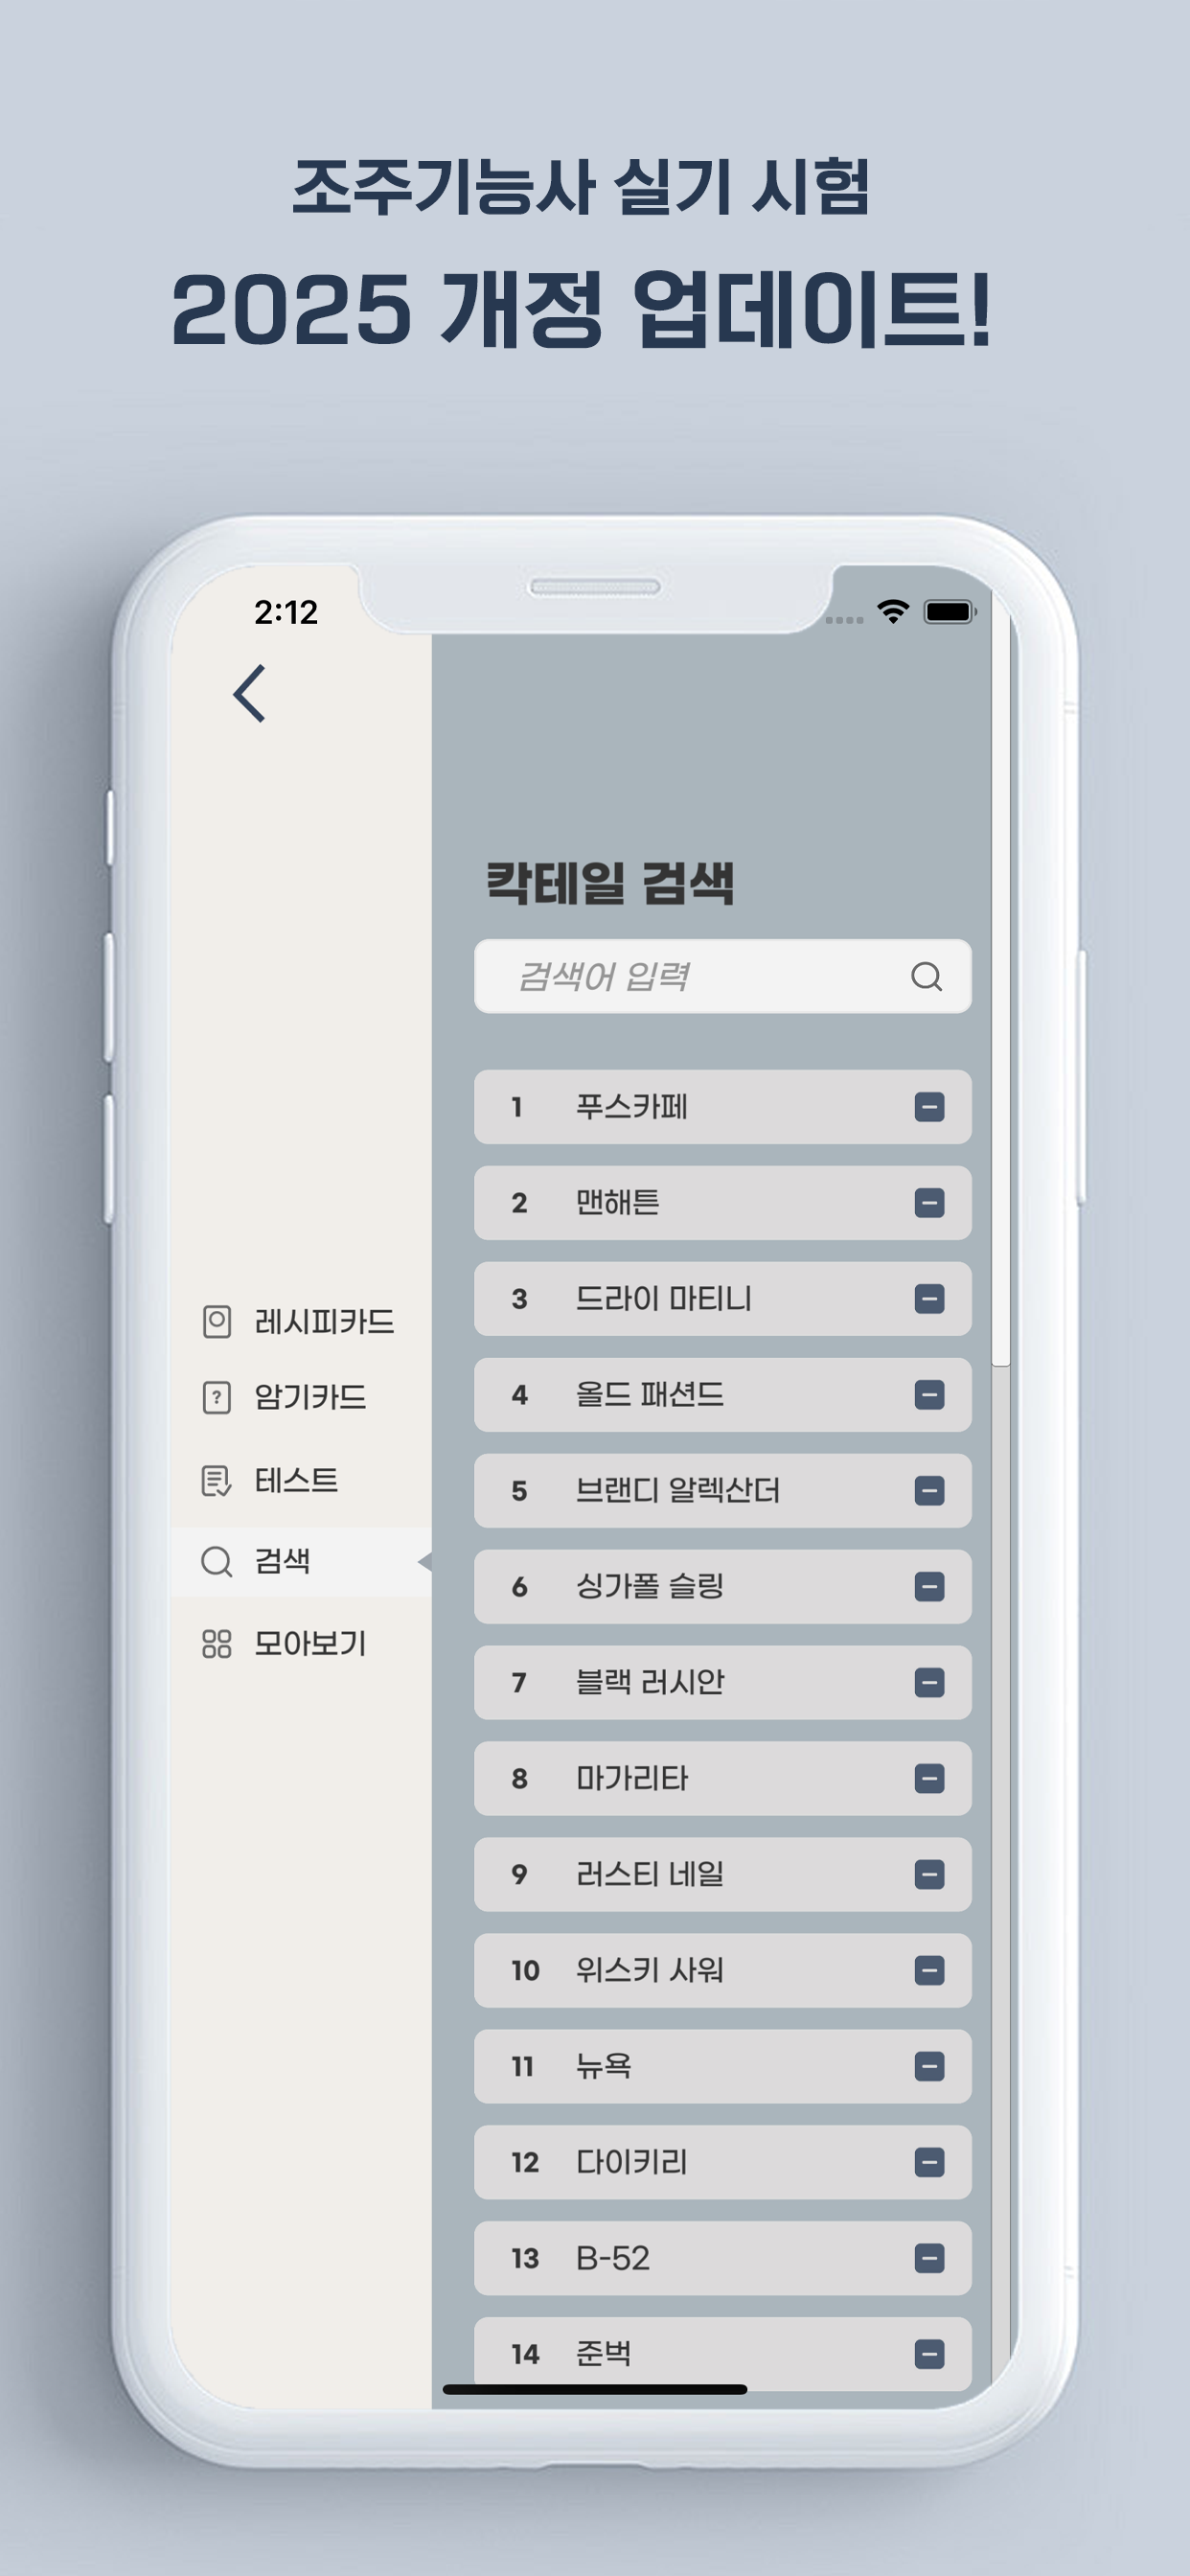 조주기능사 실기 시험
2025 개정 업데이트!
2:12
칵테일 검색
검색어 입력
1 푸스카페
2 맨해튼
3 드라이 마티니
4 올드 패션드
5 브랜디 알렉산더
6 싱가폴 슬링
7 블랙 러시안
8 마가리타
9 러스티 네일
10 위스키 사워
11 뉴욕
12 다이키리
13 B-52
14 준벅
레시피카드
? 암기카드
테스트
검색
모아보기